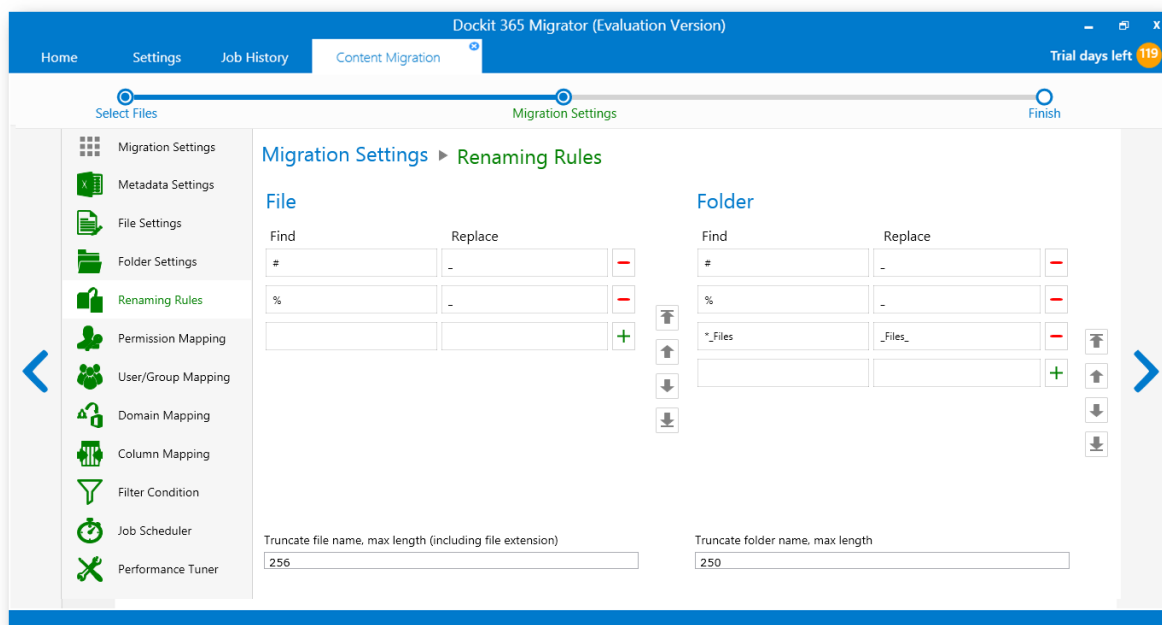 Dockit 365 Migrator (Evaluation Version)
Home Settings Job History Content Migration Trial days left 119
Select Files Migration Settings Finish
Migration Settings
Metadata Settings
File Settings
Folder Settings
Renaming Rules
Permission Mapping
User/Group Mapping
Domain Mapping
Column Mapping
Filter Condition
Job Scheduler
Performance Tuner
Migration Settings Renaming Rules
File
Find Replace
# _
% _
Truncate file name, max length (including file extension)
256
Folder
Find Replace
# _
% _
*_Files _Files_
Truncate folder name, max length
250